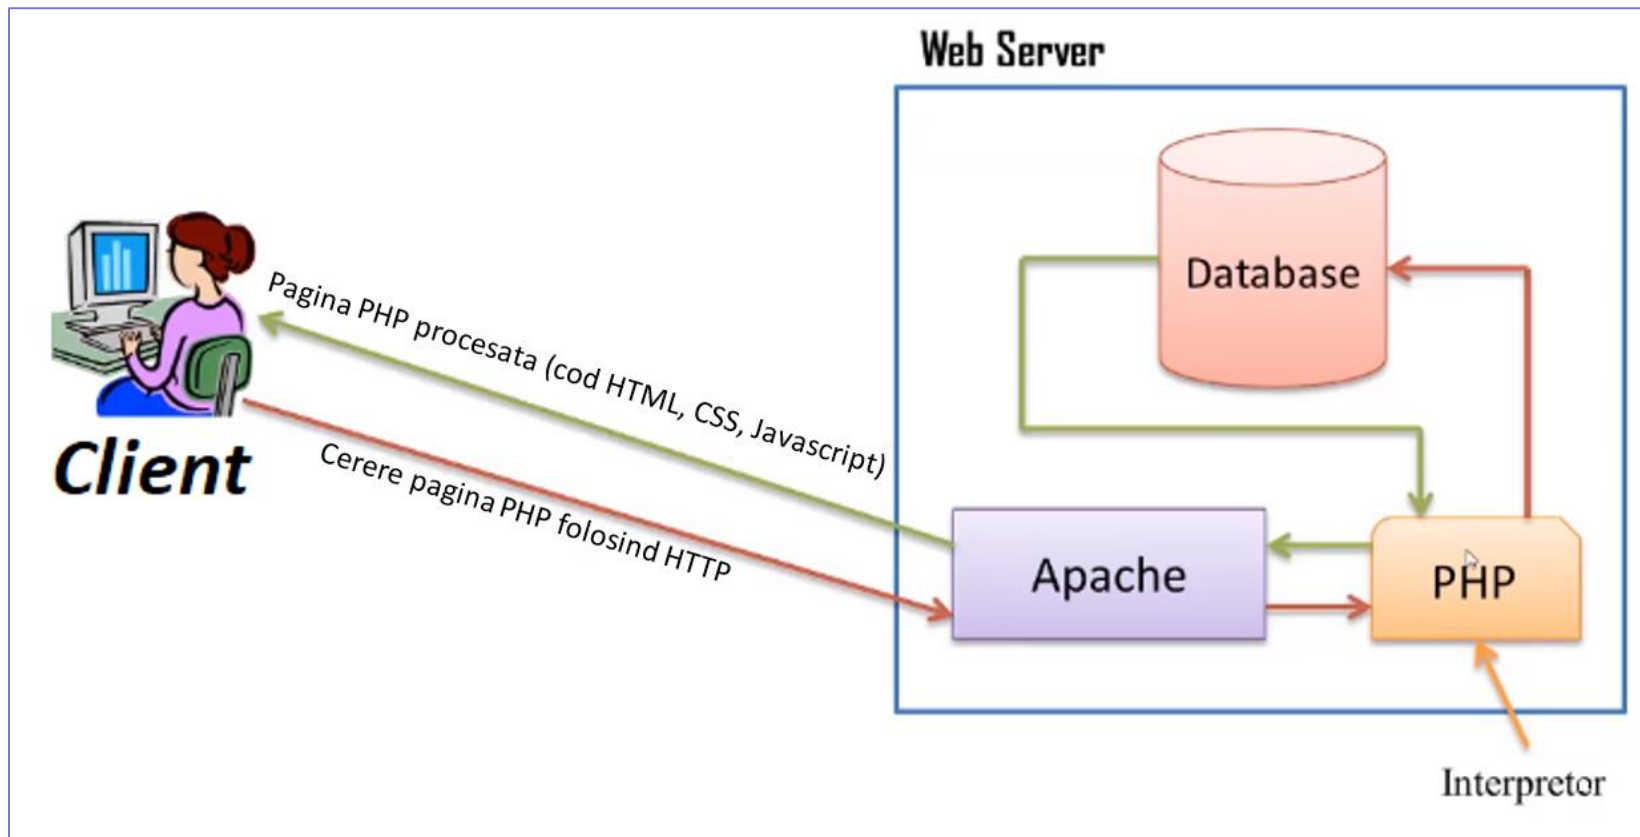 Web Server
Database
Pagina PHP procesata (cod HTML, CSS, Javascript)
Client
Cerere pagina PHP folosind HTTP
Apache
PHP
Interpretor